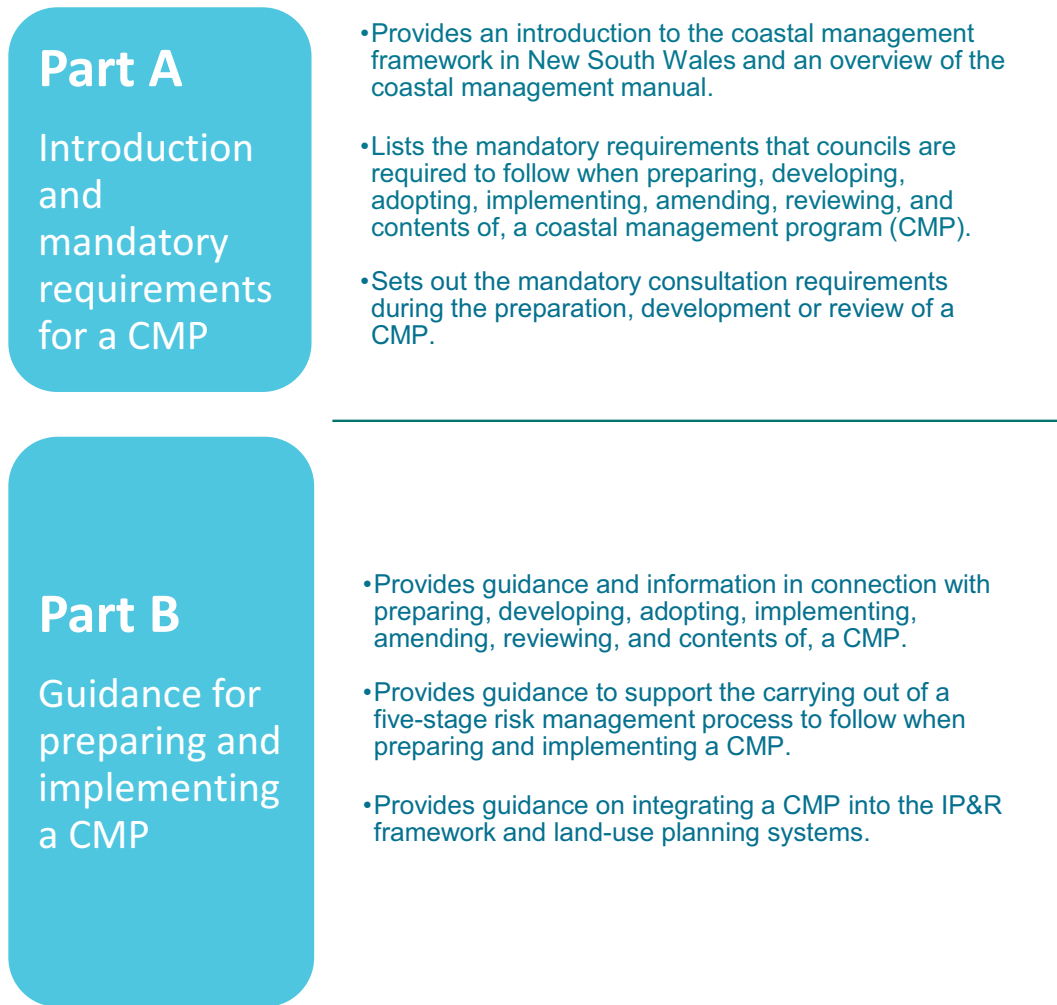 Part A
Introduction
and
mandatory
requirements
for a CMP
•Provides an introduction to the coastal management
framework in New South Wales and an overview of the
coastal management manual.
•Lists the mandatory requirements that councils are
required to follow when preparing, developing,
adopting, implementing, amending, reviewing, and
contents of, a coastal management program (CMP).
•Sets out the mandatory consultation requirements
during the preparation, development or review of a
CMP.
Part B
Guidance for
preparing and
implementing
a CMP
•Provides guidance and information in connection with
preparing, developing, adopting, implementing,
amending, reviewing, and contents of, a CMP.
•Provides guidance to support the carrying out of a
five-stage risk management process to follow when
preparing and implementing a CMP.
•Provides guidance on integrating a CMP into the IP&R
framework and land-use planning systems.